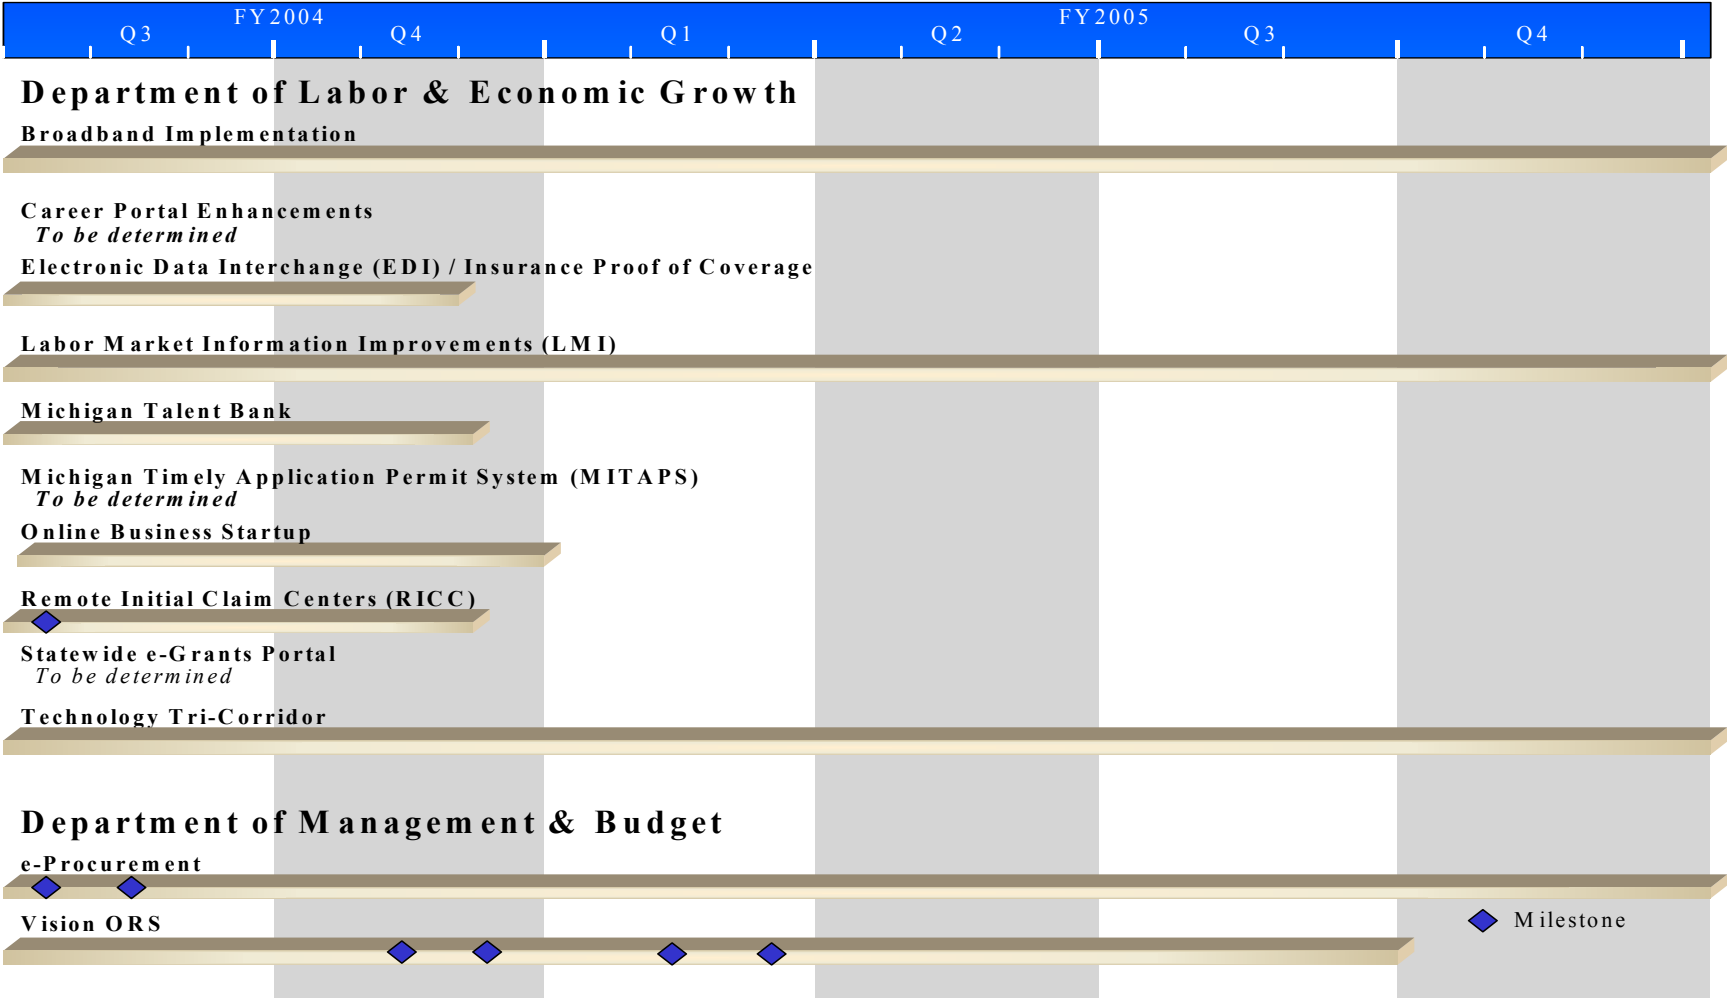 FY2004 FY2005
Q3 Q4 Q1 Q2 Q3 Q4
Department of Labor & Economic Growth
Broadband Implementation
Career Portal Enhancements
To be determined
Electronic Data Interchange (EDI) / Insurance Proof of Coverage
Labor Market Information Improvements (LMI)
Michigan Talent Bank
Michigan Timely Application Permit System (MITAPS)
To be determined
Online Business Startup
Remote Initial Claim Centers (RICC)
Statewide e-Grants Portal
To be determined
Technology Tri-Corridor
Department of Management & Budget
e-Procurement
Vision ORS
Milestone